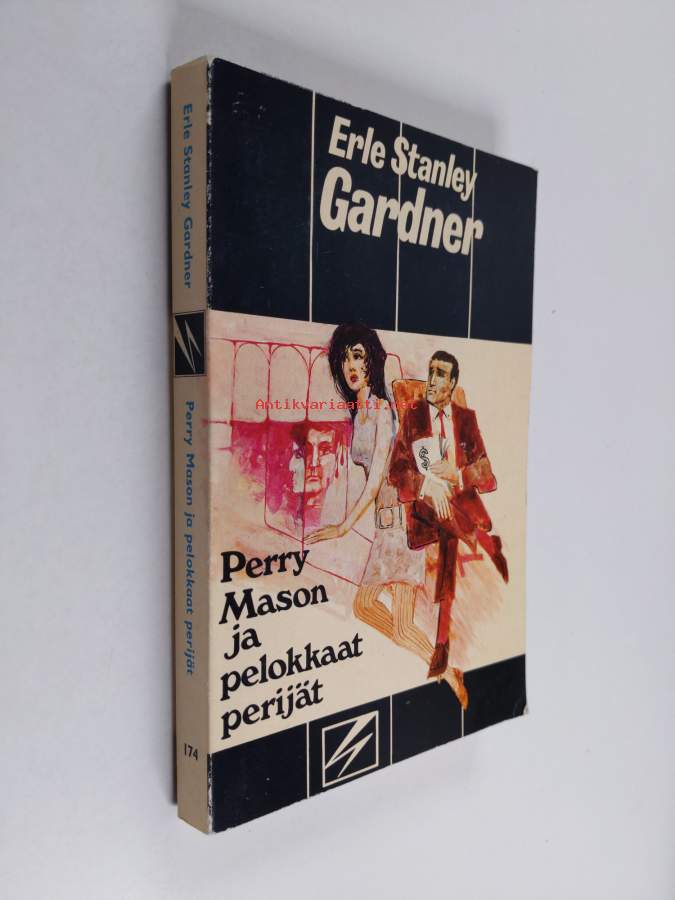 Erle Stanley
Gardner
Perry
Mason
ja
pelokkaat
perijät
Erle Stanley Gardner
Perry Mason ja pelokkaat perijät
174
Antikvariaatti.net
$